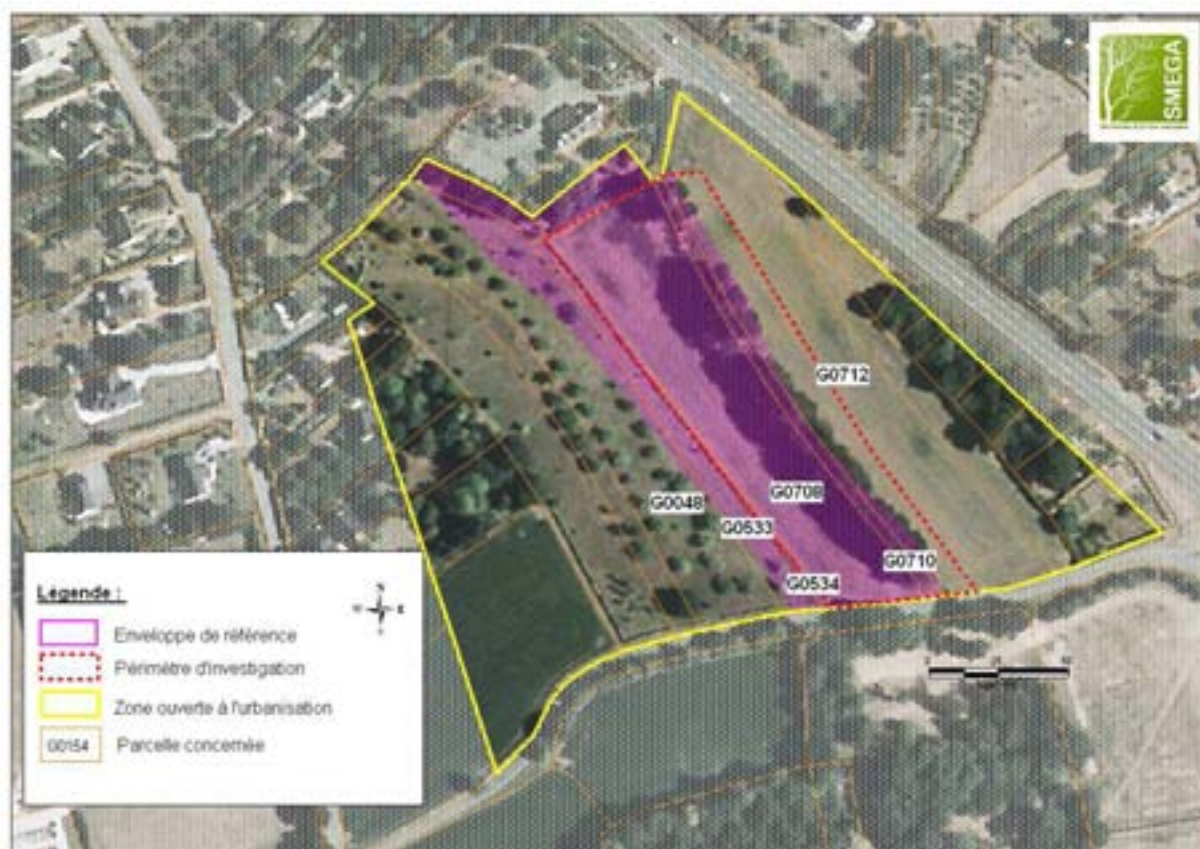 SMEGA
G0712
G0708
G0048
G0533
G0710
G0534
Légende :
N
E
Enveloppe de référence
Périmètre d'investigation
Zone ouverte à l'urbanisation
G0154 Parcelle concernée